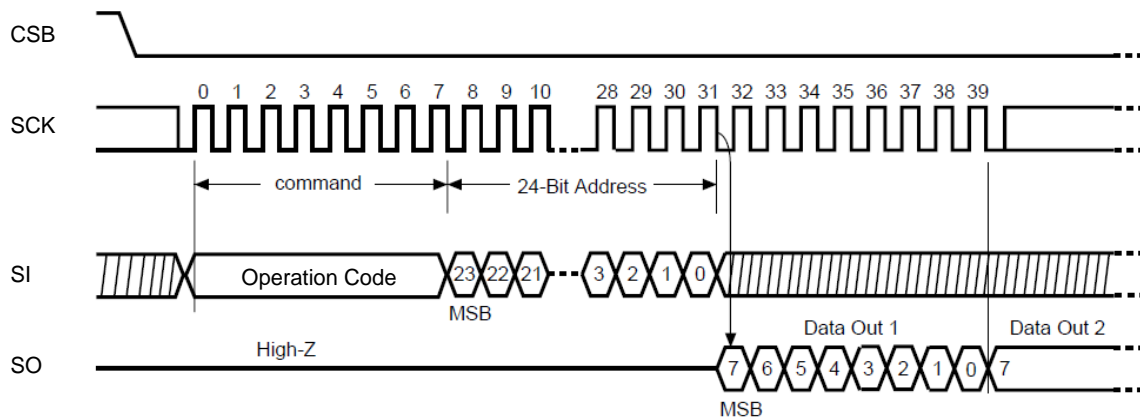 CSB
0 1 2 3 4 5 6 7 8 9 10 28 29 30 31 32 33 34 35 36 37 38 39
SCK
command
24-Bit Address
SI
Operation Code
23 22 21 3 2 1 0
MSB
High-Z
Data Out 1
Data Out 2
SO
7 6 5 4 3 2 1 0 7
MSB